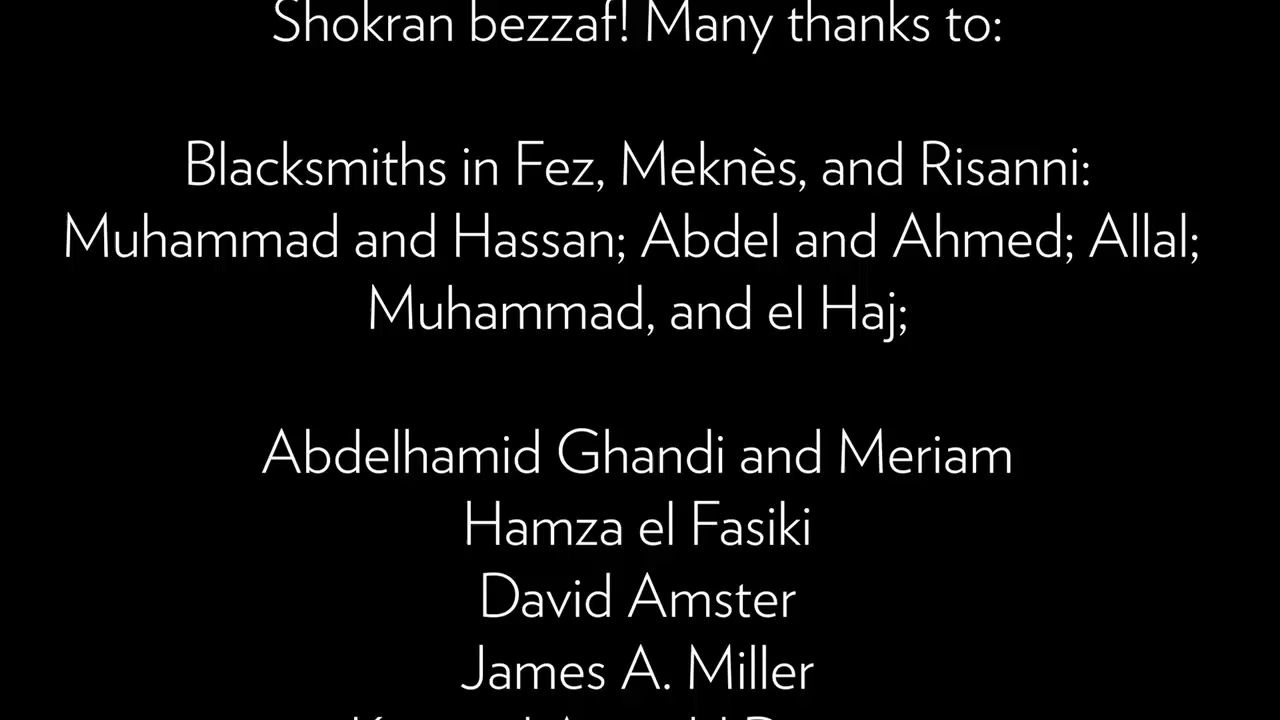 Shokran bezzaf! Many thanks to:
Blacksmiths in Fez, Meknès, and Risanni:
Muhammad and Hassan; Abdel and Ahmed; Allal;
Muhammad, and el Haj;
Abdelhamid Ghandi and Meriam
Hamza el Fasiki
David Amster
James A. Miller